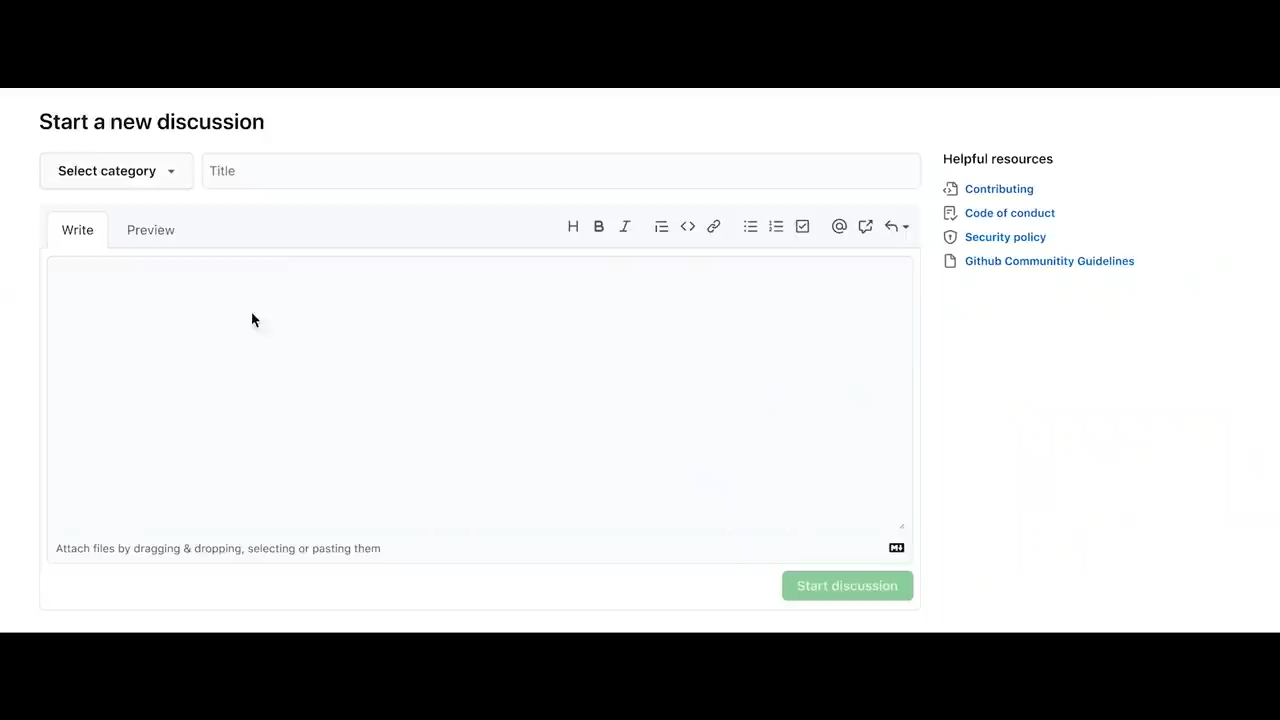 Start a new discussion
Select category
Title
Helpful resources
Contributing
Code of conduct
Security policy
Github Communitity Guidelines
Write
Preview
Attach files by dragging & dropping, selecting or pasting them
Start discussion